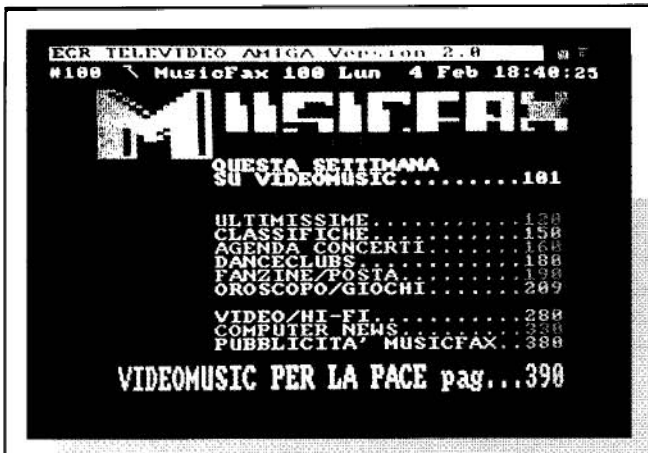 EGR TELEVIDEO AMIGA Version 2.0
#100 MusicFax 100 Lun 4 Feb 18:40:25
MUSICFAX
QUESTA SETTIMANA
SU VIDEOMUSIC.........101
ULTIMISSIME............120
CLASSIFICHE............150
AGENDA CONCERTI........160
DANCECLUBS.............180
FANZINE/POSTA..........190
OROSCOPO/GIOCHI........209
VIDEO/HI-FI............280
COMPUTER NEWS..........330
PUBBLICITA' MUSICFAX..380
VIDEOMUSIC PER LA PACE pag...390